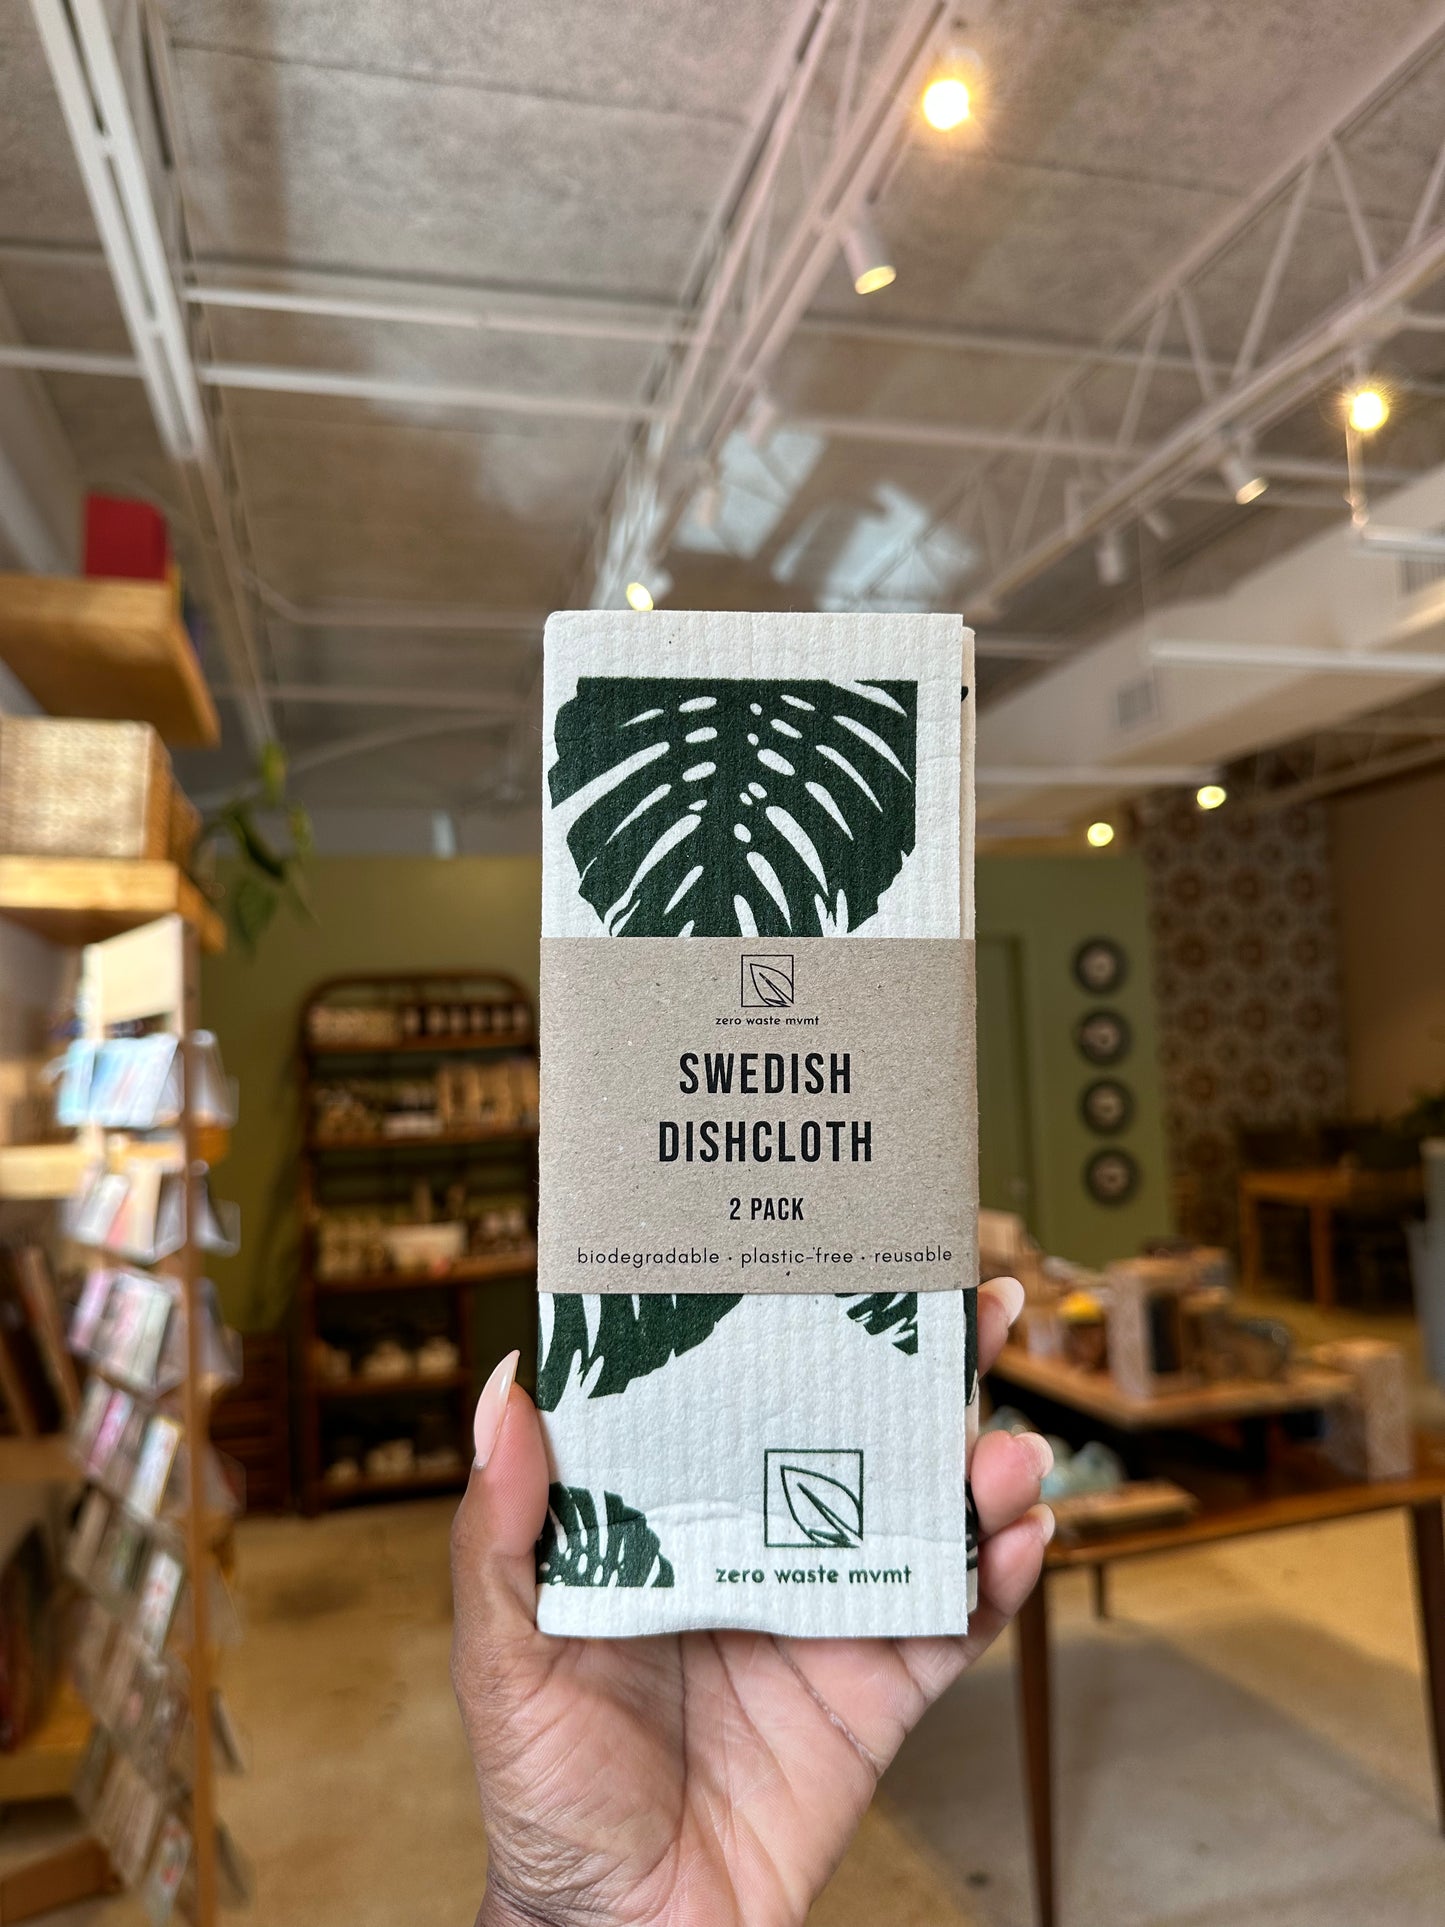 zero waste mvmt
SWEDISH
DISHCLOTH
2 PACK
biodegradable · plastic-free · reusable
zero waste mvmt